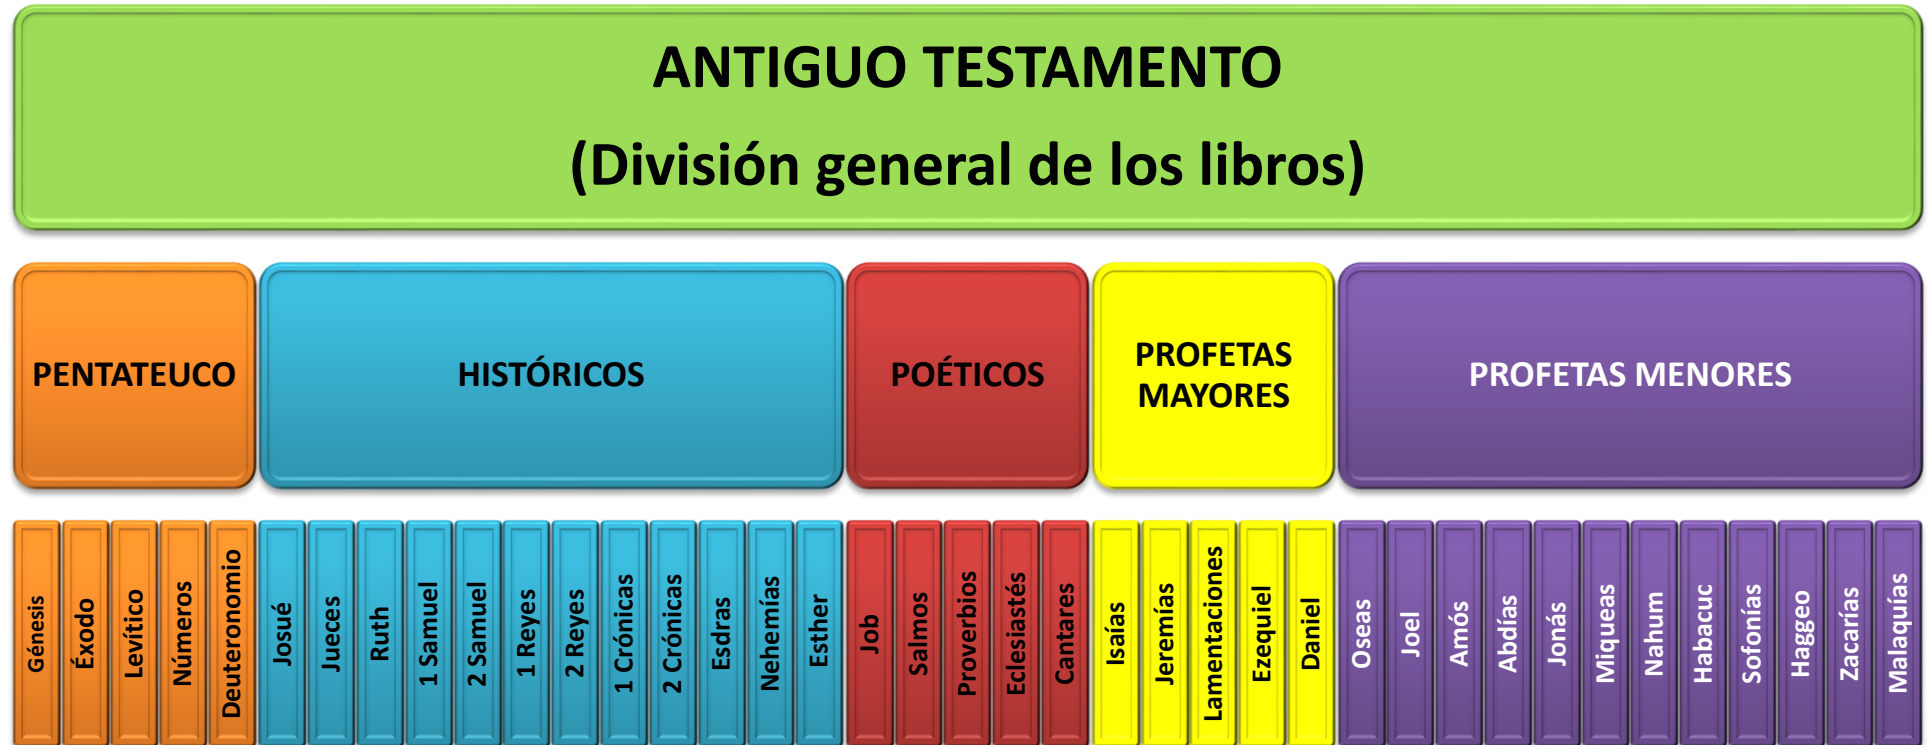 ANTIGUO TESTAMENTO
(División general de los libros)
PENTATEUCO
HISTÓRICOS
POÉTICOS
PROFETAS
MAYORES
PROFETAS MENORES
Génesis
Éxodo
Levítico
Números
Deuteronomio
Josué
Jueces
Ruth
1 Samuel
2 Samuel
1 Reyes
2 Reyes
1 Crónicas
2 Crónicas
Esdras
Nehemías
Esther
Job
Salmos
Proverbios
Eclesiastés
Cantares
Isaías
Jeremías
Lamentaciones
Ezequiel
Daniel
Oseas
Joel
Amós
Abdías
Jonás
Miqueas
Nahum
Habacuc
Sofonías
Haggeo
Zacarías
Malaquías